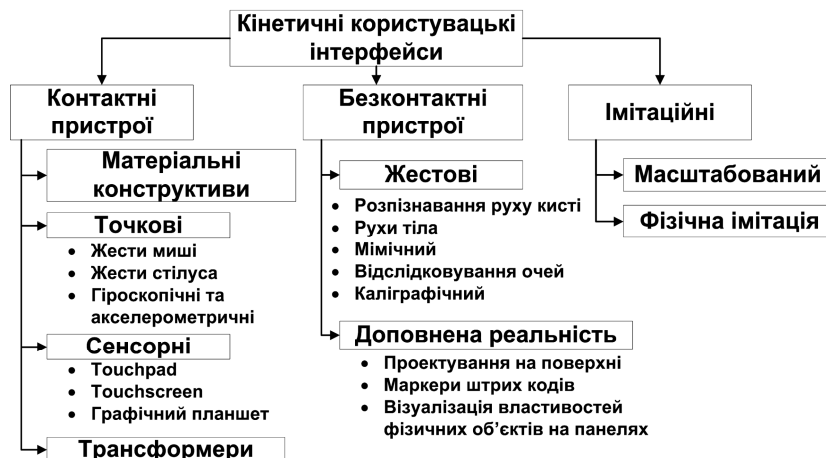 Кінетичні користувацькі
інтерфейси
Контактні
пристрої
Матеріальні
конструктиви
Точкові
• Жести миші
• Жести стілуса
• Гіроскопічні та
акселерометричні
Сенсорні
• Touchpad
• Touchscreen
• Графічний планшет
Трансформери
Безконтактні
пристрої
Жестові
• Розпізнавання руху кисті
• Рухи тіла
• Мімічний
• Відслідковування очей
• Каліграфічний
Доповнена реальність
• Проектування на поверхні
• Маркери штрих кодів
• Візуалізація властивостей
фізичних об’єктів на панелях
Імітаційні
Масштабований
Фізічна імітація